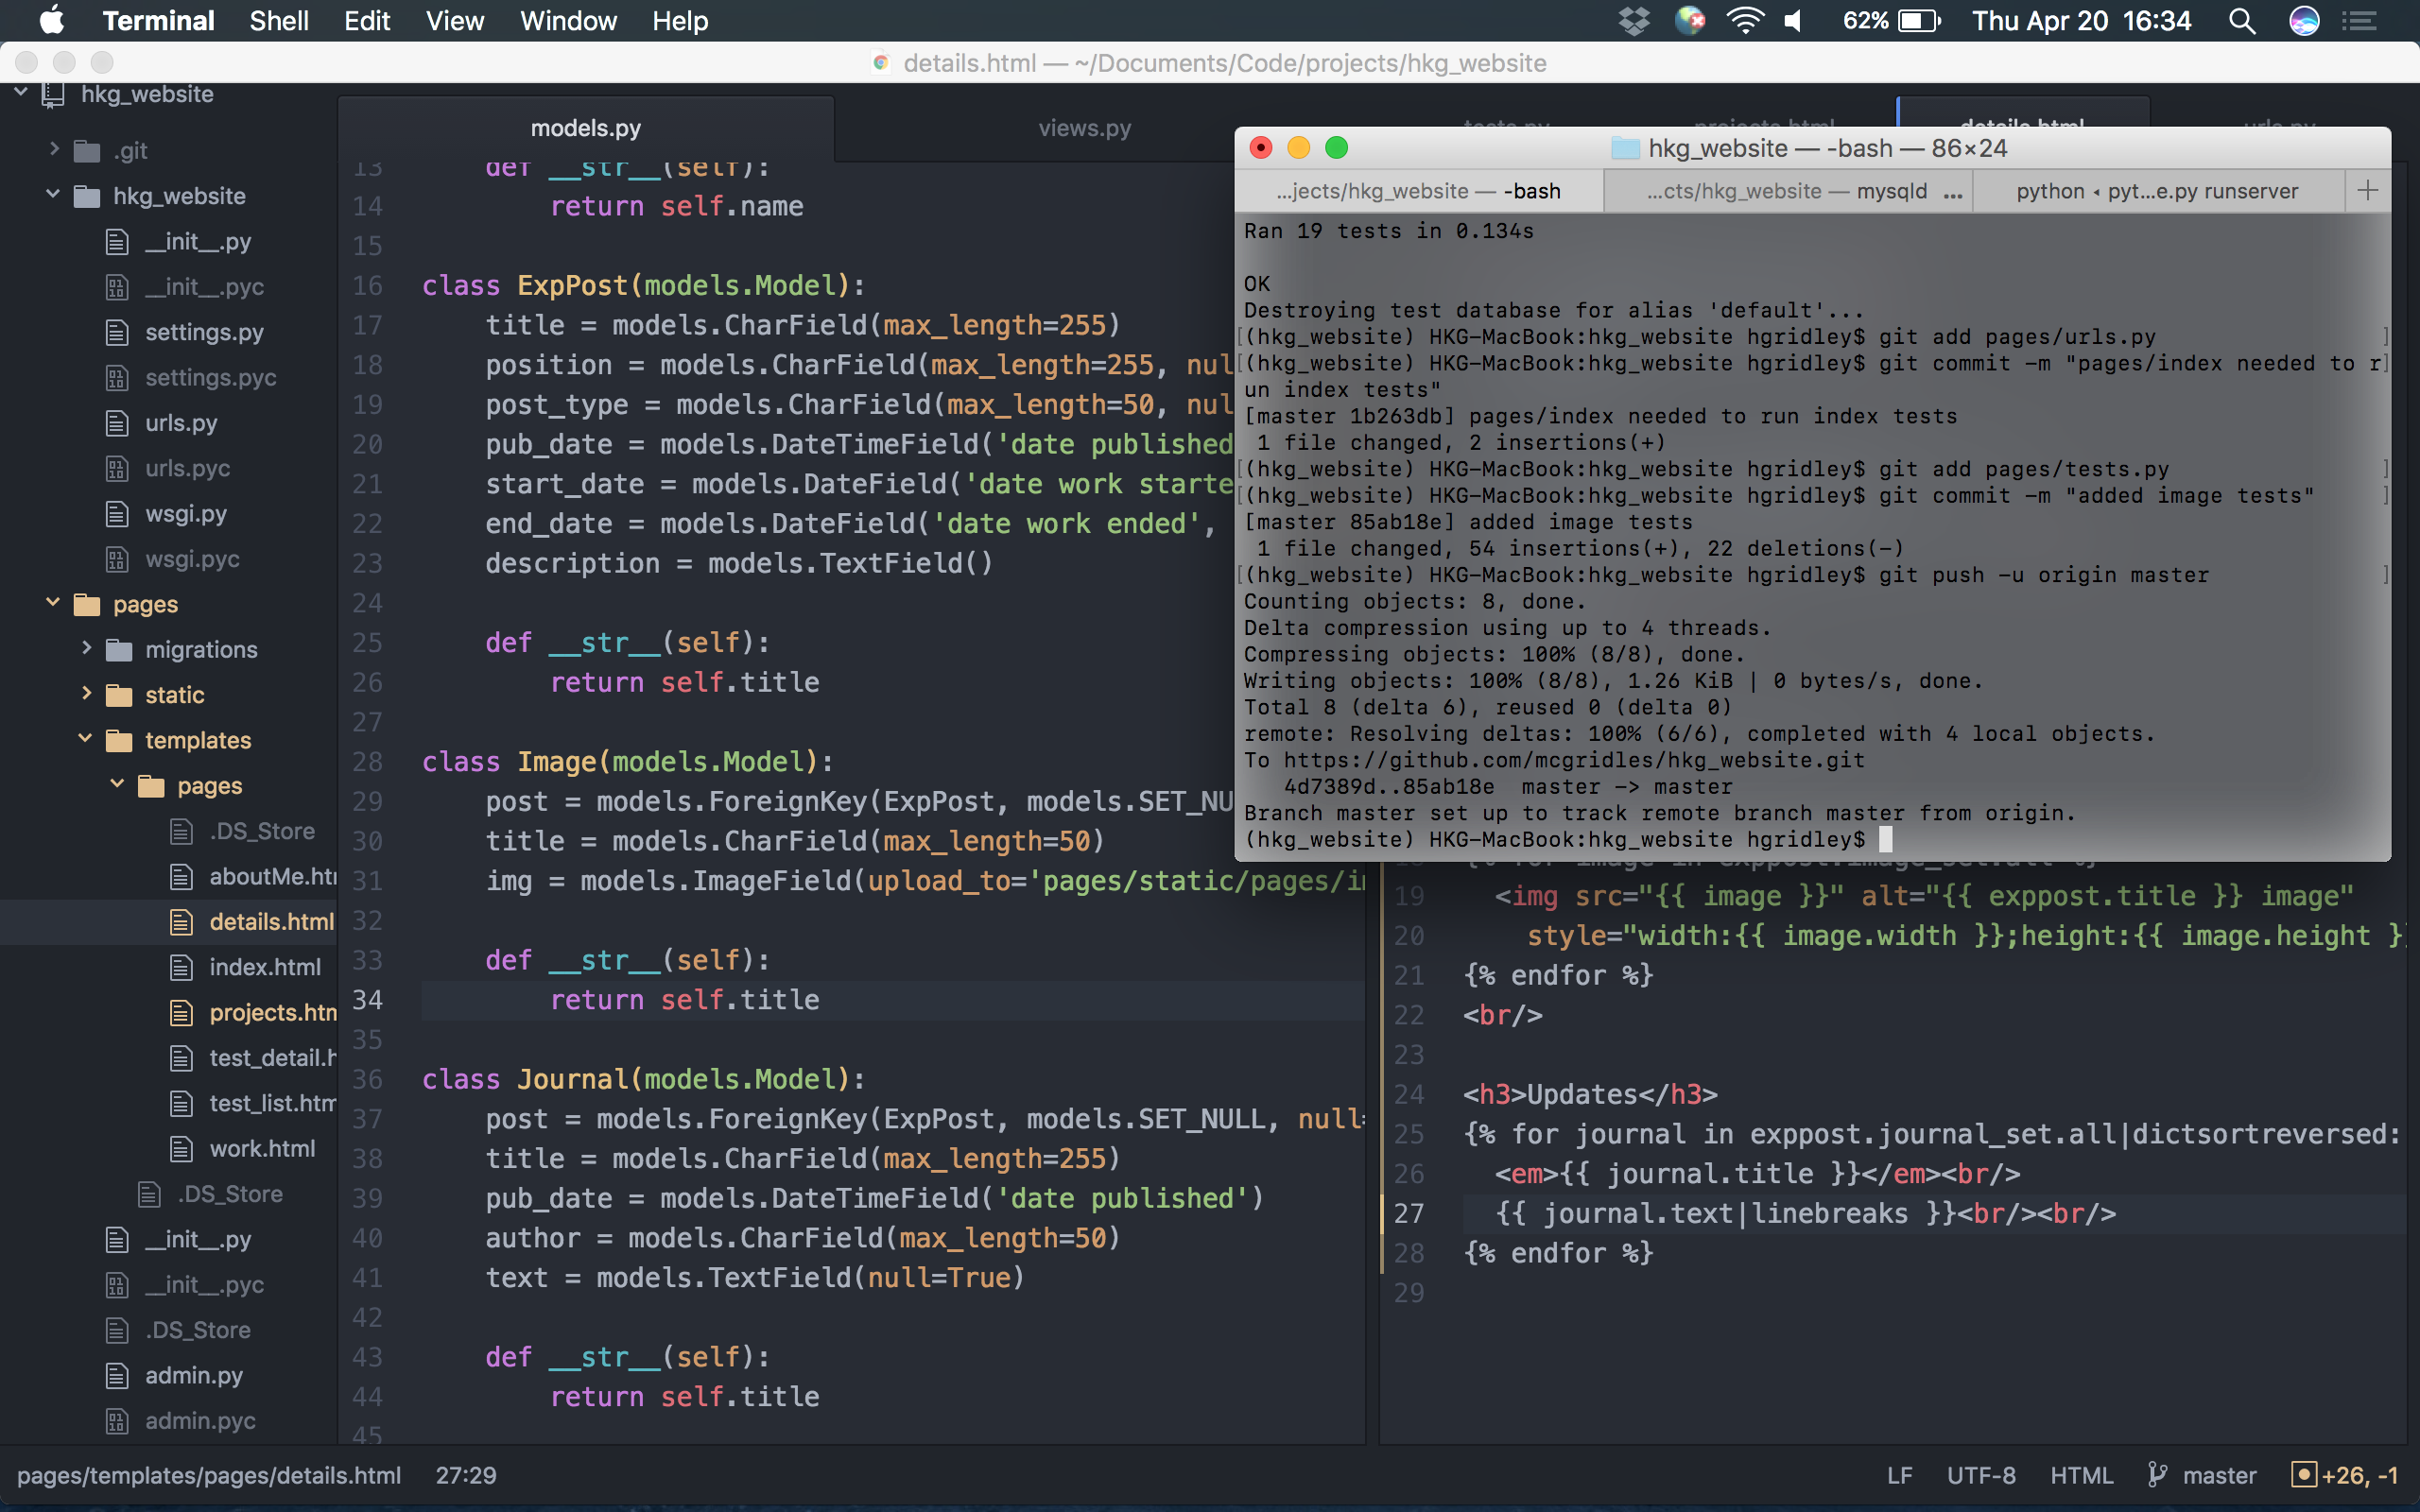 Terminal Shell Edit View Window Help 62% Thu Apr 20 16:34
details.html — ~/Documents/Code/projects/hkg_website
hkg_website
.git
hkg_website
__init__.py
__init__.pyc
settings.py
settings.pyc
urls.py
urls.pyc
wsgi.py
wsgi.pyc
pages
migrations
static
templates
pages
.DS_Store
aboutMe.htm
details.html
index.html
projects.htm
test_detail.h
test_list.htm
work.html
.DS_Store
__init__.py
__init__.pyc
.DS_Store
admin.py
admin.pyc
models.py views.py tests.py projects.html details.html urls.py
13 def __str__(self):
14 return self.name
15
16 class ExpPost(models.Model):
17 title = models.CharField(max_length=255)
18 position = models.CharField(max_length=255, nul
19 post_type = models.CharField(max_length=50, nul
20 pub_date = models.DateTimeField('date published
21 start_date = models.DateField('date work starte
22 end_date = models.DateField('date work ended',
23 description = models.TextField()
24
25 def __str__(self):
26 return self.title
27
28 class Image(models.Model):
29 post = models.ForeignKey(ExpPost, models.SET_NU
30 title = models.CharField(max_length=50)
31 img = models.ImageField(upload_to='pages/static/pages/i
32
33 def __str__(self):
34 return self.title
35
36 class Journal(models.Model):
37 post = models.ForeignKey(ExpPost, models.SET_NULL, null=
38 title = models.CharField(max_length=255)
39 pub_date = models.DateTimeField('date published')
40 author = models.CharField(max_length=50)
41 text = models.TextField(null=True)
42
43 def __str__(self):
44 return self.title
45
hkg_website — -bash — 86×24
...jects/hkg_website — -bash ...cts/hkg_website — mysqld ... python ◂ pyt...e.py runserver +
Ran 19 tests in 0.134s
OK
Destroying test database for alias 'default'...
[(hkg_website) HKG-MacBook:hkg_website hgridley$ git add pages/urls.py ]
[(hkg_website) HKG-MacBook:hkg_website hgridley$ git commit -m "pages/index needed to r]
un index tests"
[master 1b263db] pages/index needed to run index tests
1 file changed, 2 insertions(+)
[(hkg_website) HKG-MacBook:hkg_website hgridley$ git add pages/tests.py ]
[(hkg_website) HKG-MacBook:hkg_website hgridley$ git commit -m "added image tests" ]
[master 85ab18e] added image tests
1 file changed, 54 insertions(+), 22 deletions(-)
[(hkg_website) HKG-MacBook:hkg_website hgridley$ git push -u origin master ]
Counting objects: 8, done.
Delta compression using up to 4 threads.
Compressing objects: 100% (8/8), done.
Writing objects: 100% (8/8), 1.26 KiB | 0 bytes/s, done.
Total 8 (delta 6), reused 0 (delta 0)
remote: Resolving deltas: 100% (6/6), completed with 4 local objects.
To https://github.com/mcgridles/hkg_website.git
4d7389d..85ab18e master -> master
Branch master set up to track remote branch master from origin.
(hkg_website) HKG-MacBook:hkg_website hgridley$
18 {% for image in exppost.image_set.all %}
19 <img src="{{ image }}" alt="{{ exppost.title }} image"
20 style="width:{{ image.width }};height:{{ image.height }
21 {% endfor %}
22 <br/>
23
24 <h3>Updates</h3>
25 {% for journal in exppost.journal_set.all|dictsortreversed:
26 <em>{{ journal.title }}</em><br/>
27 {{ journal.text|linebreaks }}<br/><br/>
28 {% endfor %}
29
pages/templates/pages/details.html 27:29 LF UTF-8 HTML master +26, -1